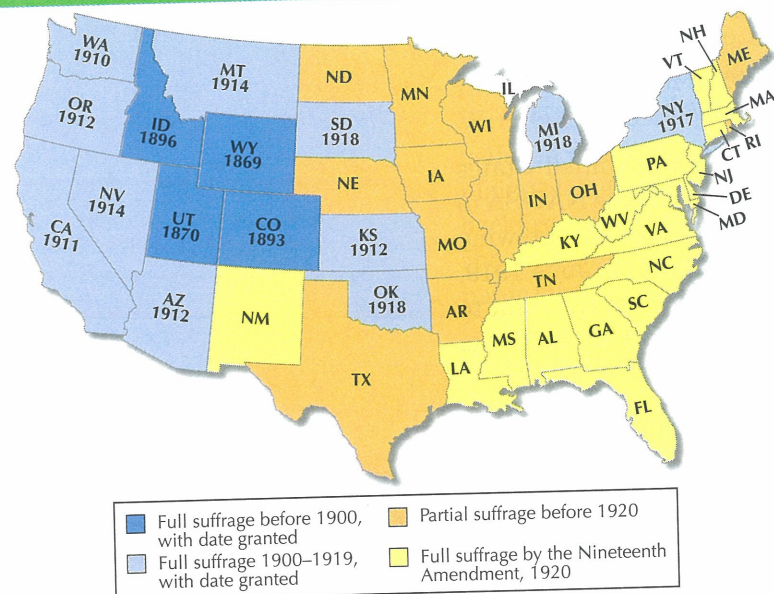 WA
1910
OR
1912
CA
1911
NV
1914
ID
1896
MT
1914
WY
1869
UT
1870
CO
1893
AZ
1912
NM
ND
SD
1918
NE
KS
1912
OK
1918
TX
MN
IA
MO
AR
LA
WI
IL
MI
1918
IN
OH
KY
TN
MS
AL
GA
FL
SC
NC
VA
WV
PA
NY
1917
VT
NH
ME
MA
RI
CT
NJ
DE
MD
Full suffrage before 1900,
with date granted
Full suffrage 1900–1919,
with date granted
Partial suffrage before 1920
Full suffrage by the Nineteenth
Amendment, 1920